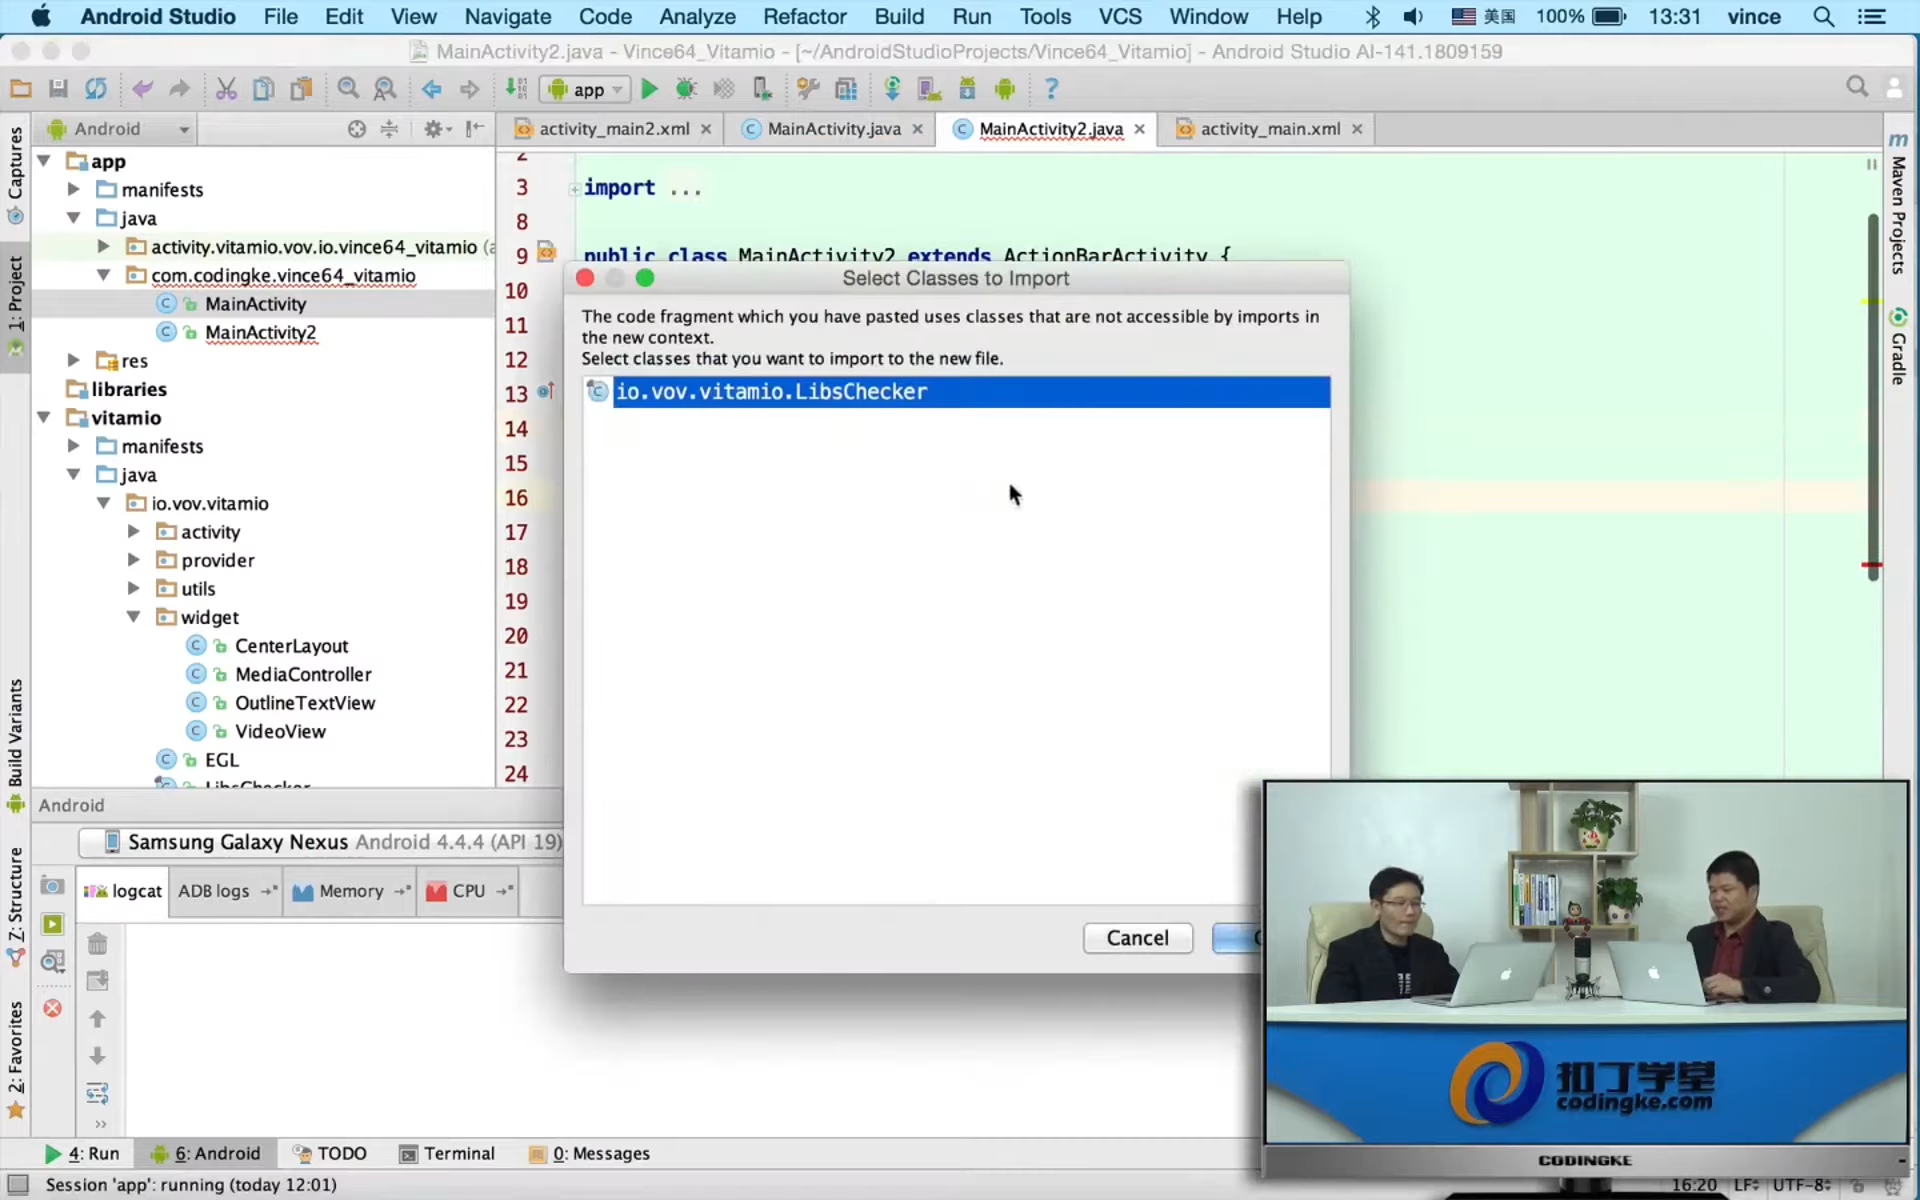 Android Studio File Edit View Navigate Code Analyze Refactor Build Run Tools VCS Window Help 美国 100% 13:31 vince
MainActivity2.java - Vince64_Vitamio - [~/AndroidStudioProjects/Vince64_Vitamio] - Android Studio AI-141.1809159
app
Android
activity_main2.xml MainActivity.java MainActivity2.java activity_main.xml
Captures
1: Project
Build Variants
Z: Structure
2: Favorites
app
manifests
java
activity.vitamio.vov.io.vince64_vitamio (a
com.codingke.vince64_vitamio
MainActivity
MainActivity2
res
libraries
vitamio
manifests
java
io.vov.vitamio
activity
provider
utils
widget
CenterLayout
MediaController
OutlineTextView
VideoView
EGL
LibsChecker
2
3 import ...
8
9 public class MainActivity2 extends ActionBarActivity {
10
11
12
13
14
15
16
17
18
19
20
21
22
23
24
Select Classes to Import
The code fragment which you have pasted uses classes that are not accessible by imports in
the new context.
Select classes that you want to import to the new file.
io.vov.vitamio.LibsChecker
Cancel
Maven Projects
Gradle
Android
Samsung Galaxy Nexus Android 4.4.4 (API 19)
logcat ADB logs Memory CPU
4: Run 6: Android TODO Terminal 0: Messages
Session 'app': running (today 12:01)
16:20 LF UTF-8
扣丁学堂
codingke.com
CODINGKE